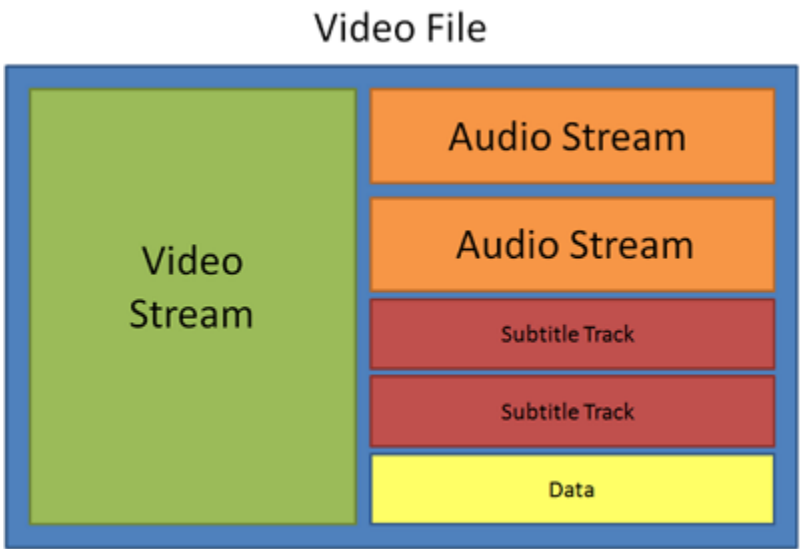 Video File
Video
Stream
Audio Stream
Audio Stream
Subtitle Track
Subtitle Track
Data